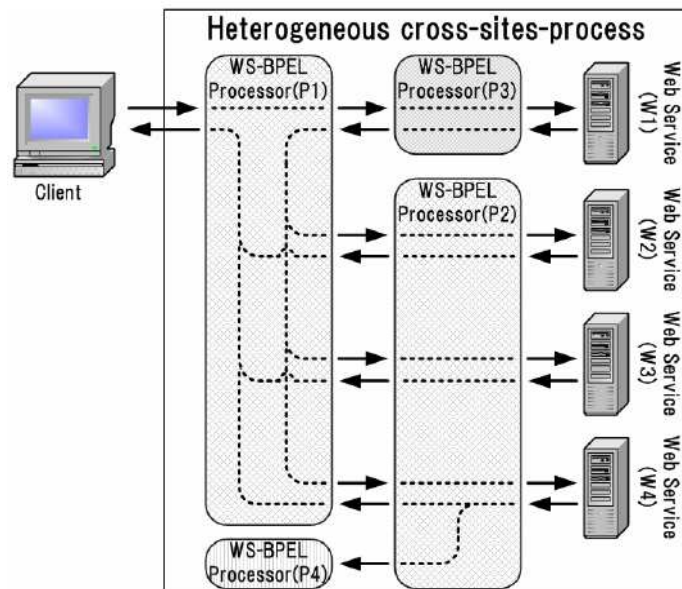 Heterogeneous cross-sites-process
WS-BPEL
Processor(P1)
WS-BPEL
Processor(P3)
Web Service
(W1)
Client
WS-BPEL
Processor(P2)
Web Service
(W2)
Web Service
(W3)
Web Service
(W4)
WS-BPEL
Processor(P4)